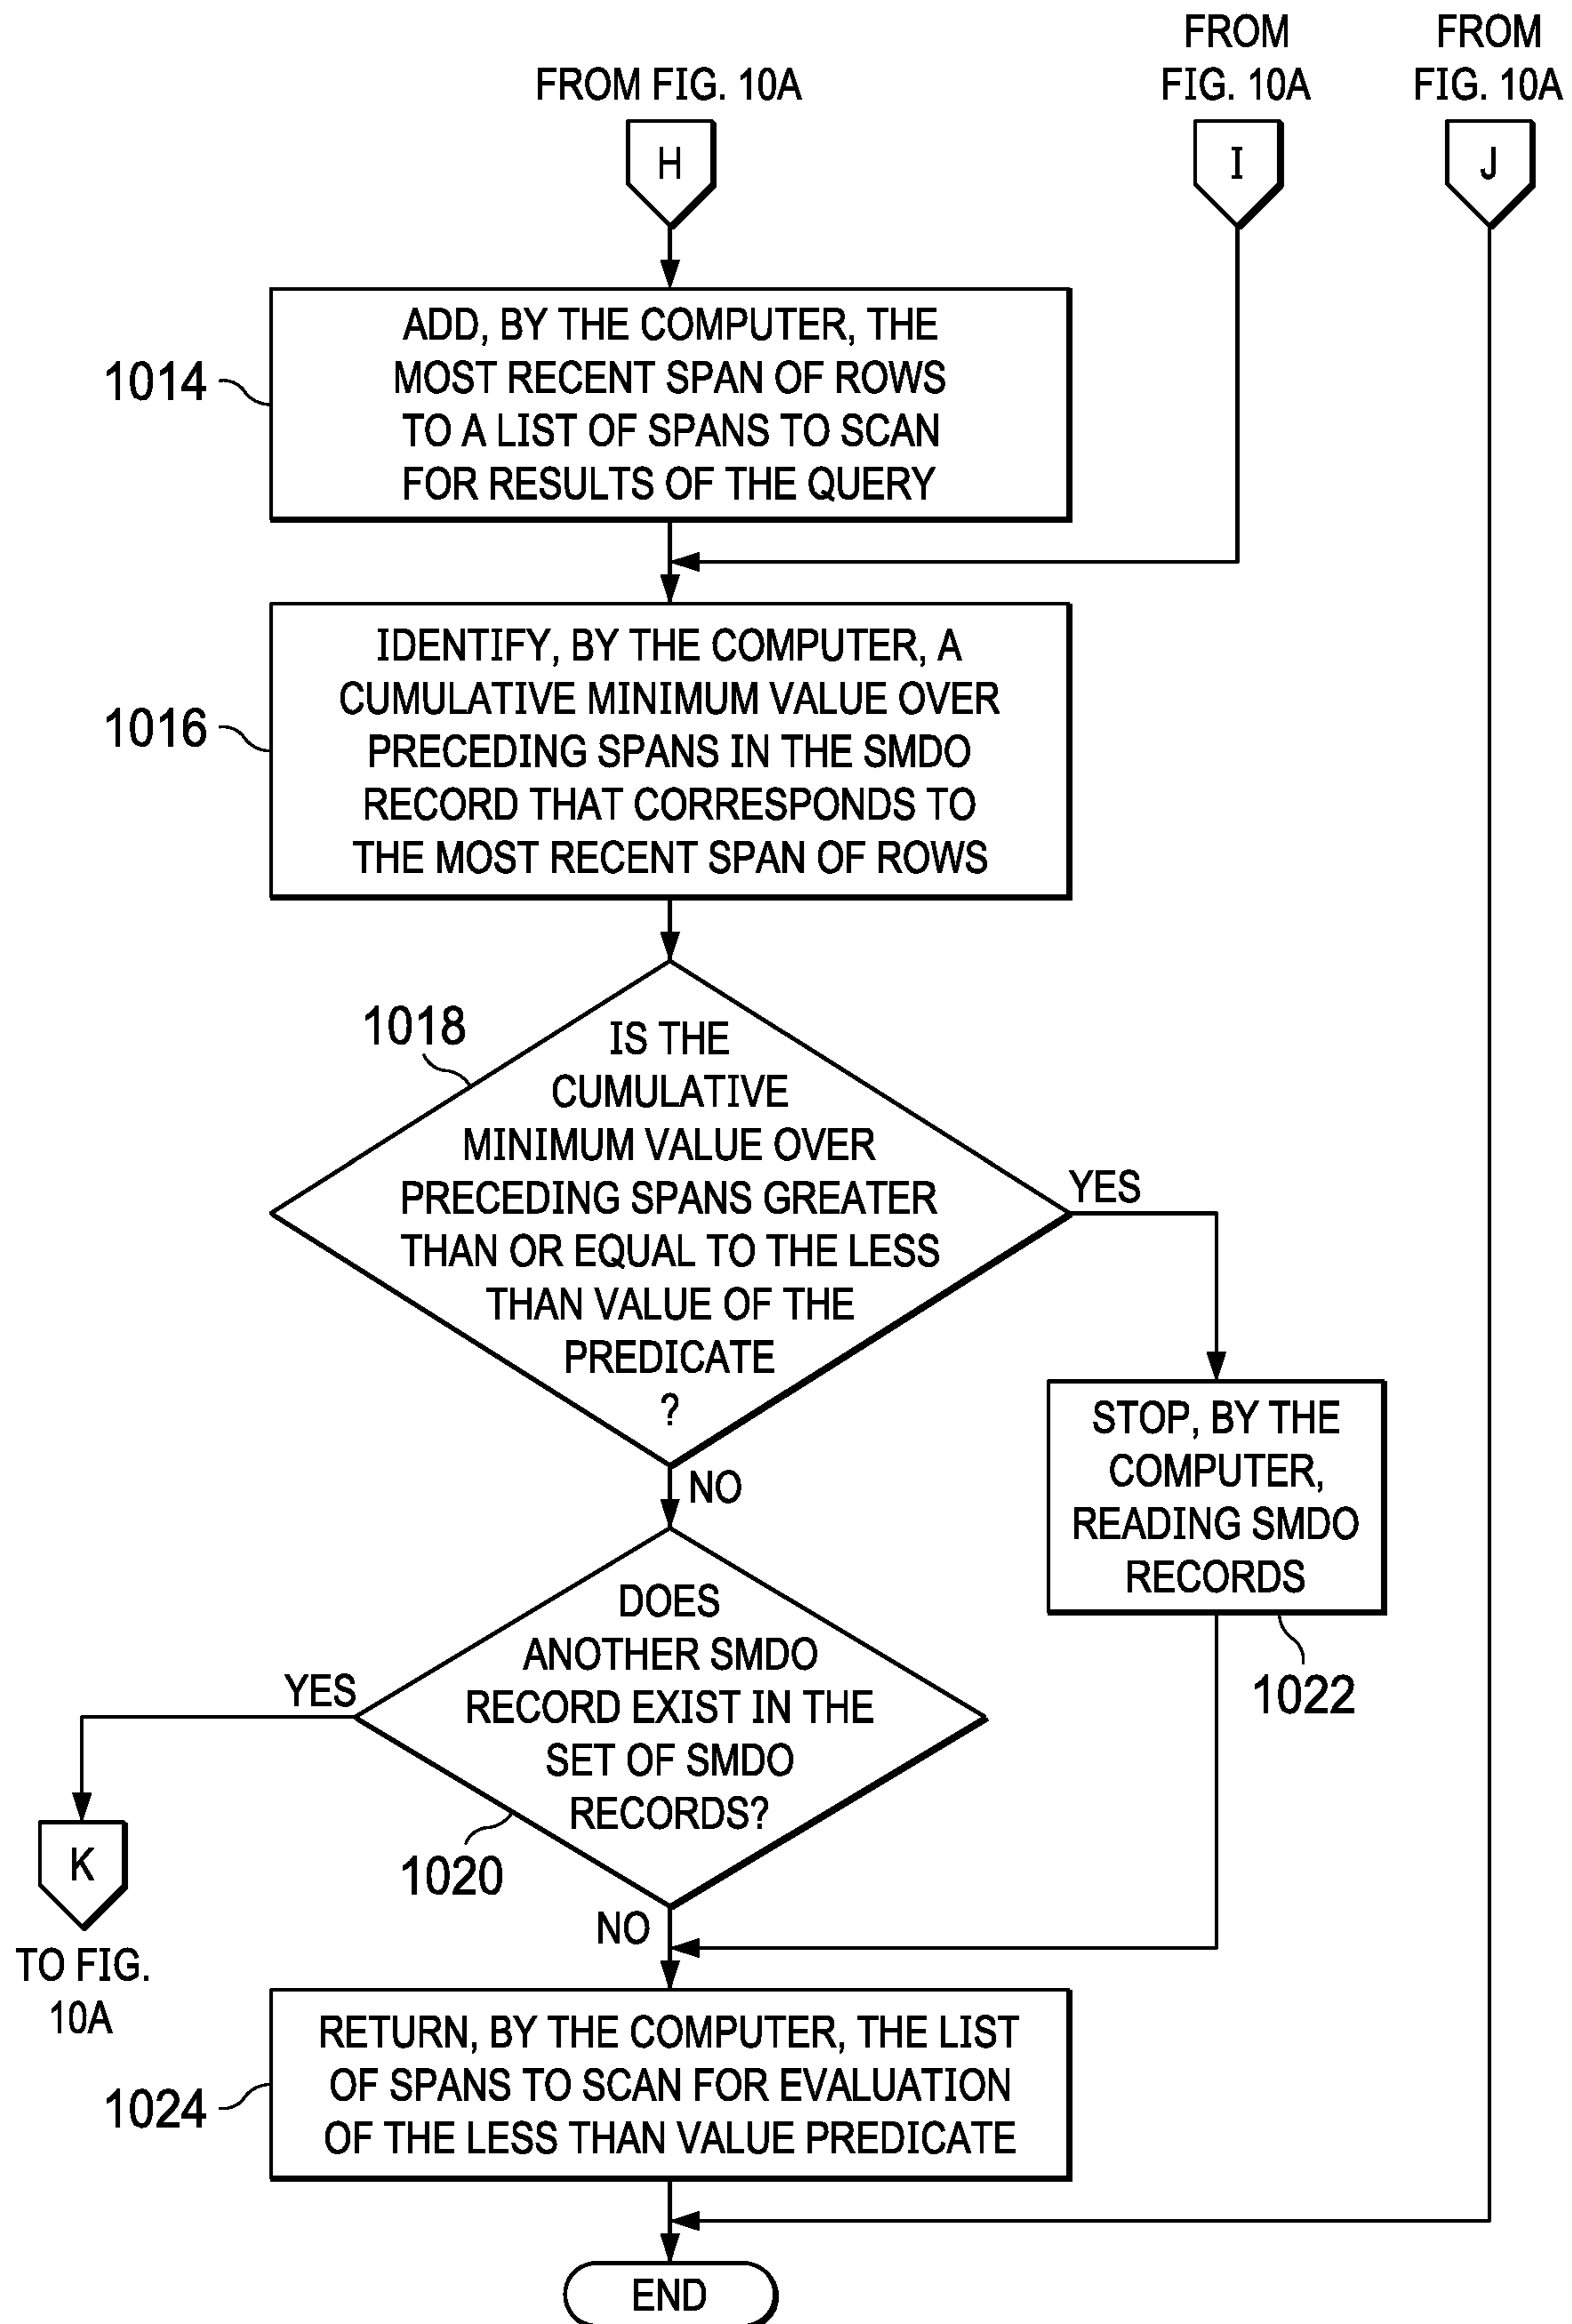 FROM FIG. 10A
FROM
FIG. 10A
FROM
FIG. 10A
H
I
J
ADD, BY THE COMPUTER, THE
MOST RECENT SPAN OF ROWS
TO A LIST OF SPANS TO SCAN
FOR RESULTS OF THE QUERY
1014
IDENTIFY, BY THE COMPUTER, A
CUMULATIVE MINIMUM VALUE OVER
PRECEDING SPANS IN THE SMDO
RECORD THAT CORRESPONDS TO
THE MOST RECENT SPAN OF ROWS
1016
1018
IS THE
CUMULATIVE
MINIMUM VALUE OVER
PRECEDING SPANS GREATER
THAN OR EQUAL TO THE LESS
THAN VALUE OF THE
PREDICATE
?
YES
NO
STOP, BY THE
COMPUTER,
READING SMDO
RECORDS
1022
DOES
ANOTHER SMDO
RECORD EXIST IN THE
SET OF SMDO
RECORDS?
YES
1020
NO
K
TO FIG.
10A
RETURN, BY THE COMPUTER, THE LIST
OF SPANS TO SCAN FOR EVALUATION
OF THE LESS THAN VALUE PREDICATE
1024
END